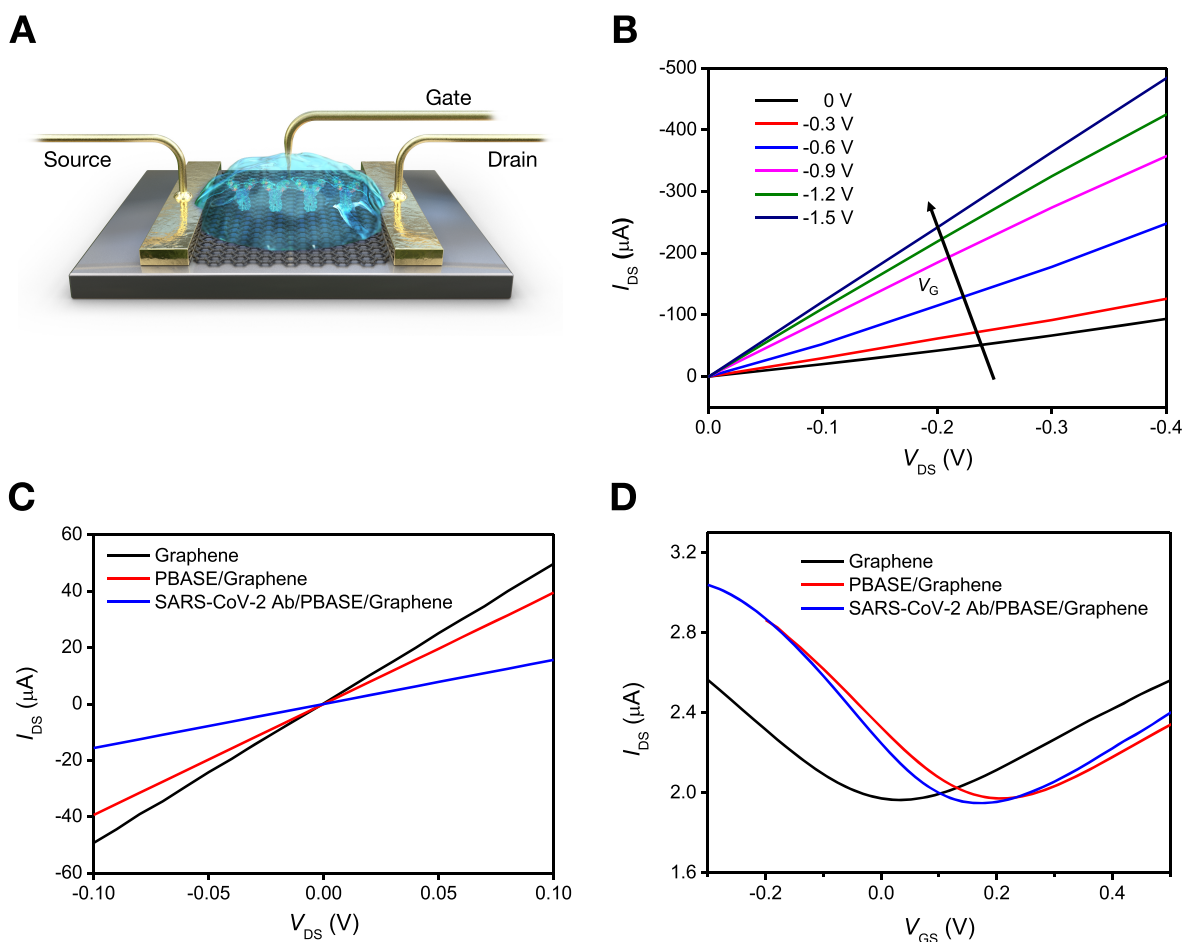 A
Gate
Source
Drain
B
-500
-400
-300
-200
-100
0
0 V
-0.3 V
-0.6 V
-0.9 V
-1.2 V
-1.5 V
V_G
I_DS (μA)
0.0 -0.1 -0.2 -0.3 -0.4
V_DS (V)
C
60
40
20
0
-20
-40
-60
Graphene
PBASE/Graphene
SARS-CoV-2 Ab/PBASE/Graphene
I_DS (μA)
-0.10 -0.05 0.00 0.05 0.10
V_DS (V)
D
3.2
2.8
2.4
2.0
1.6
Graphene
PBASE/Graphene
SARS-CoV-2 Ab/PBASE/Graphene
I_DS (μA)
-0.2 0.0 0.2 0.4
V_GS (V)